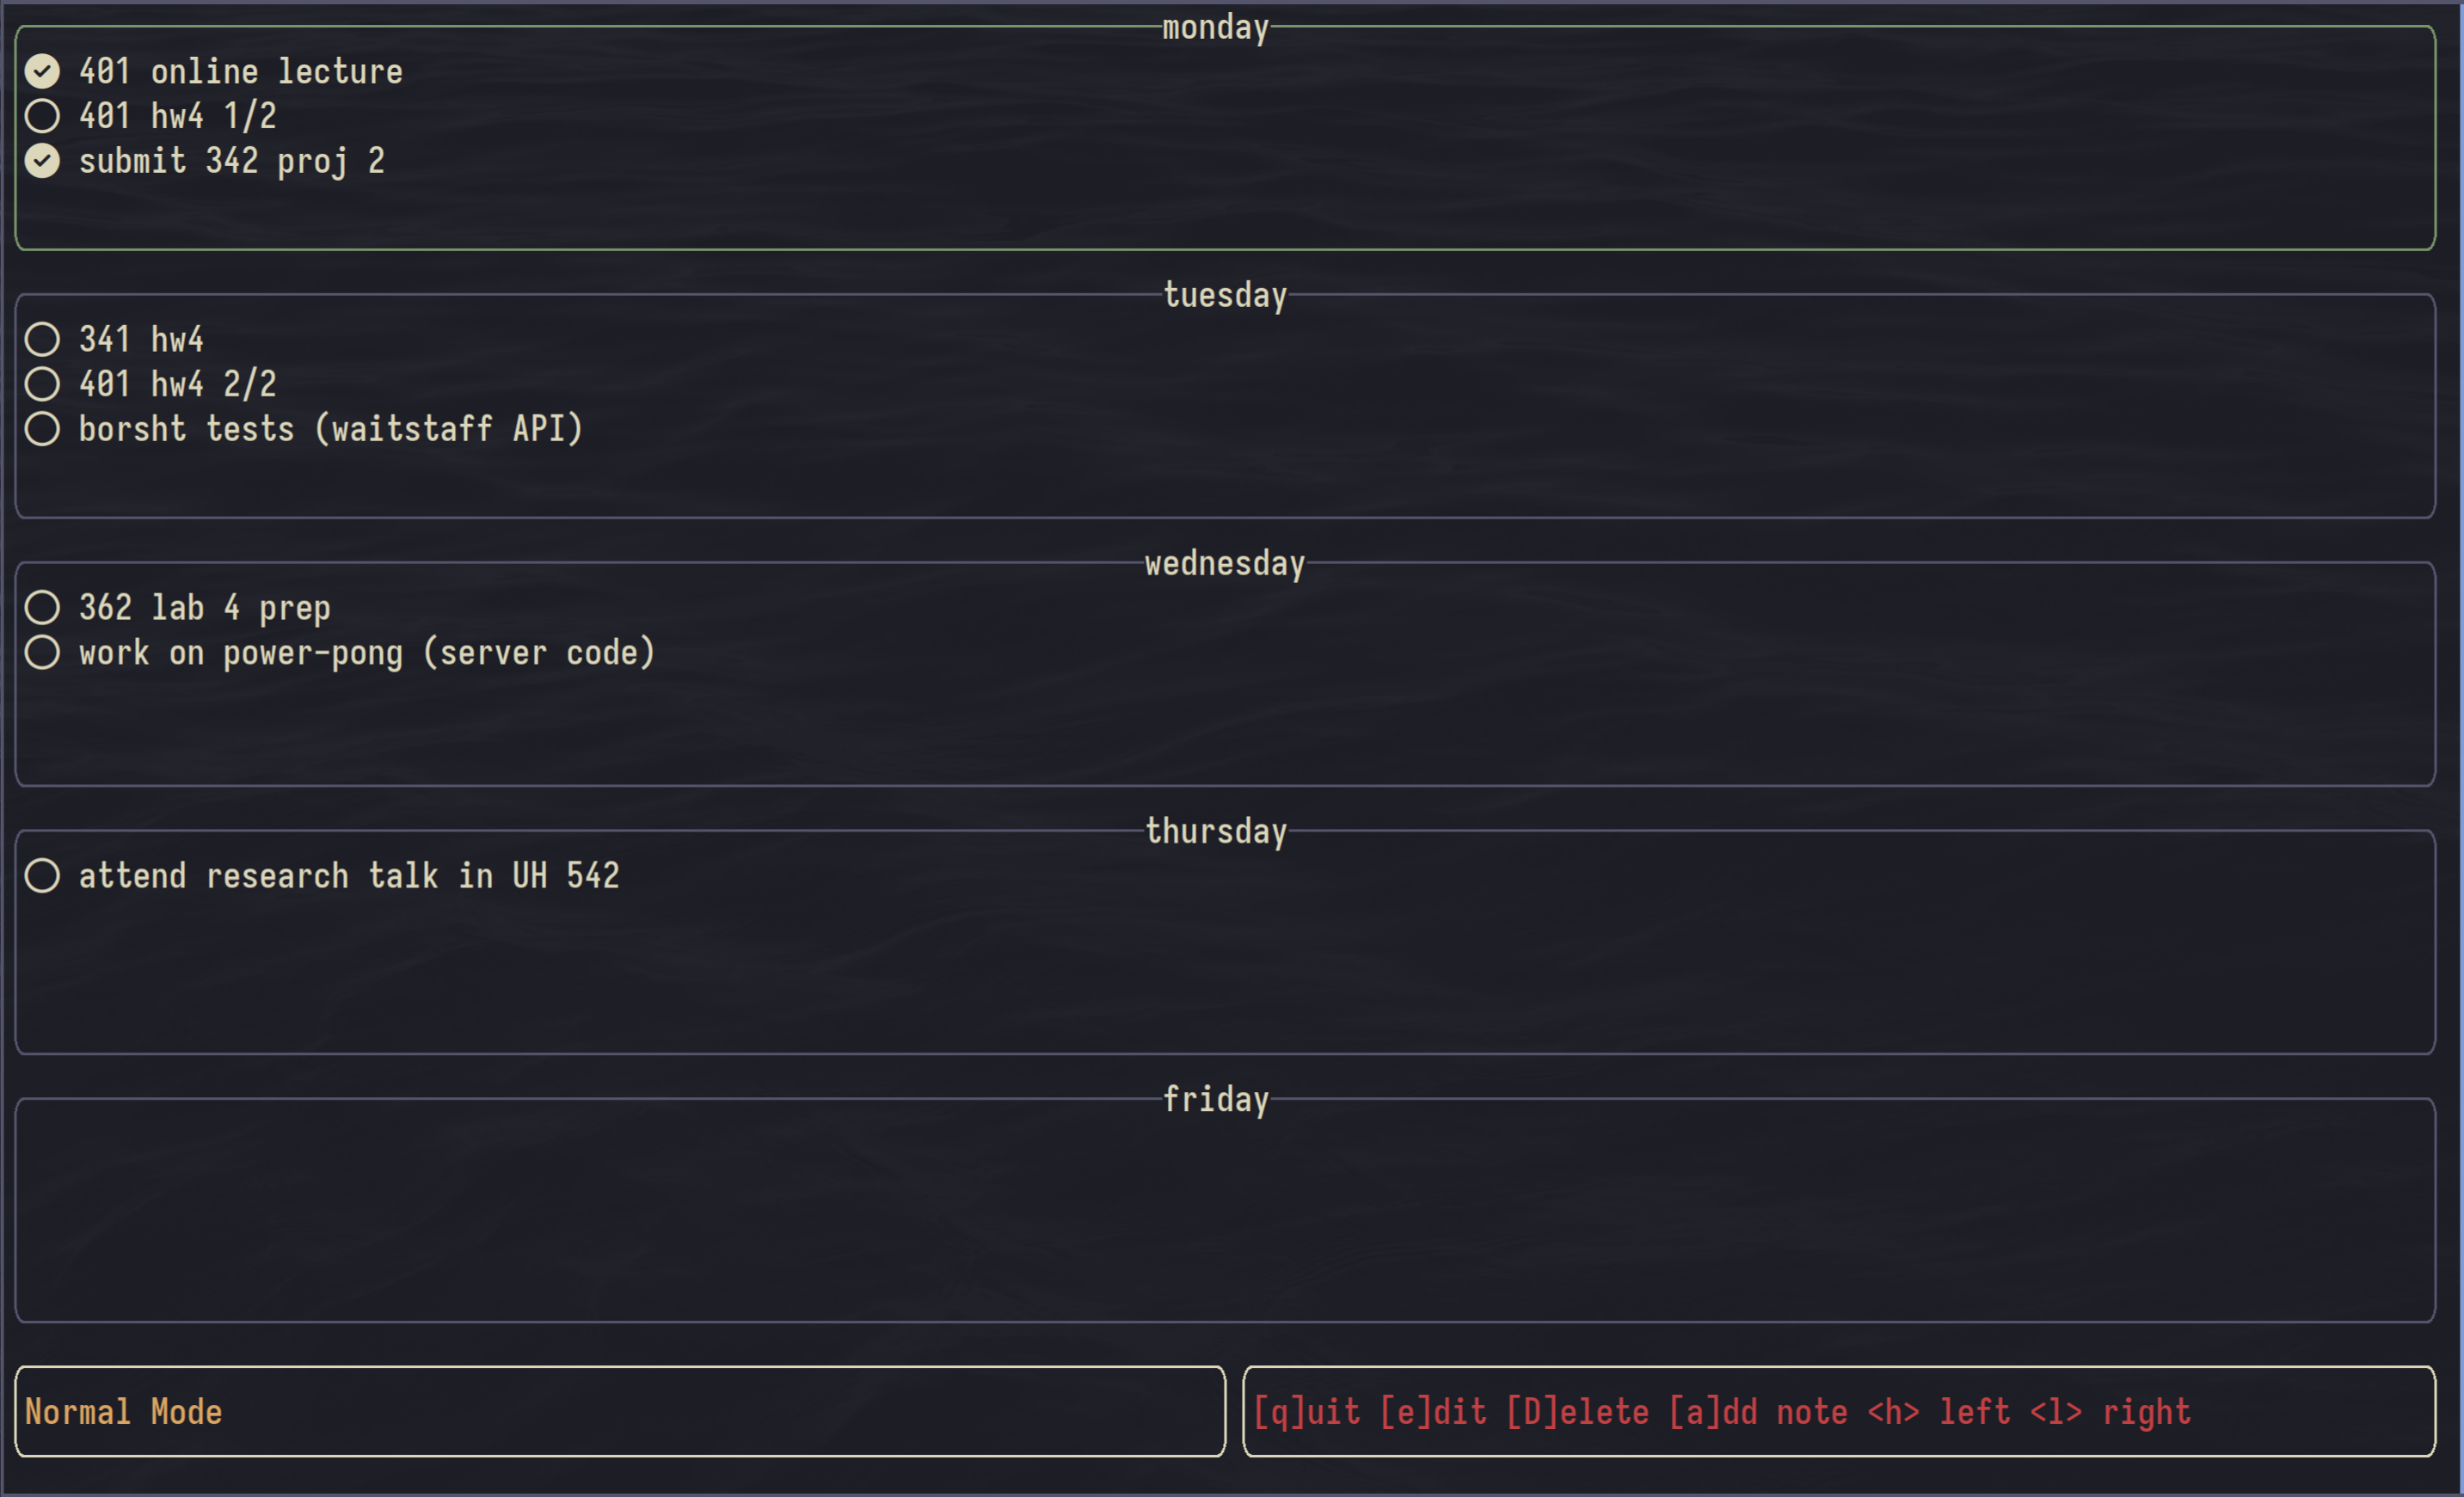 monday
401 online lecture
401 hw4 1/2
submit 342 proj 2
tuesday
341 hw4
401 hw4 2/2
borsht tests (waitstaff API)
wednesday
362 lab 4 prep
work on power-pong (server code)
thursday
attend research talk in UH 542
friday
Normal Mode
[q]uit [e]dit [D]elete [a]dd note <h> left <l> right